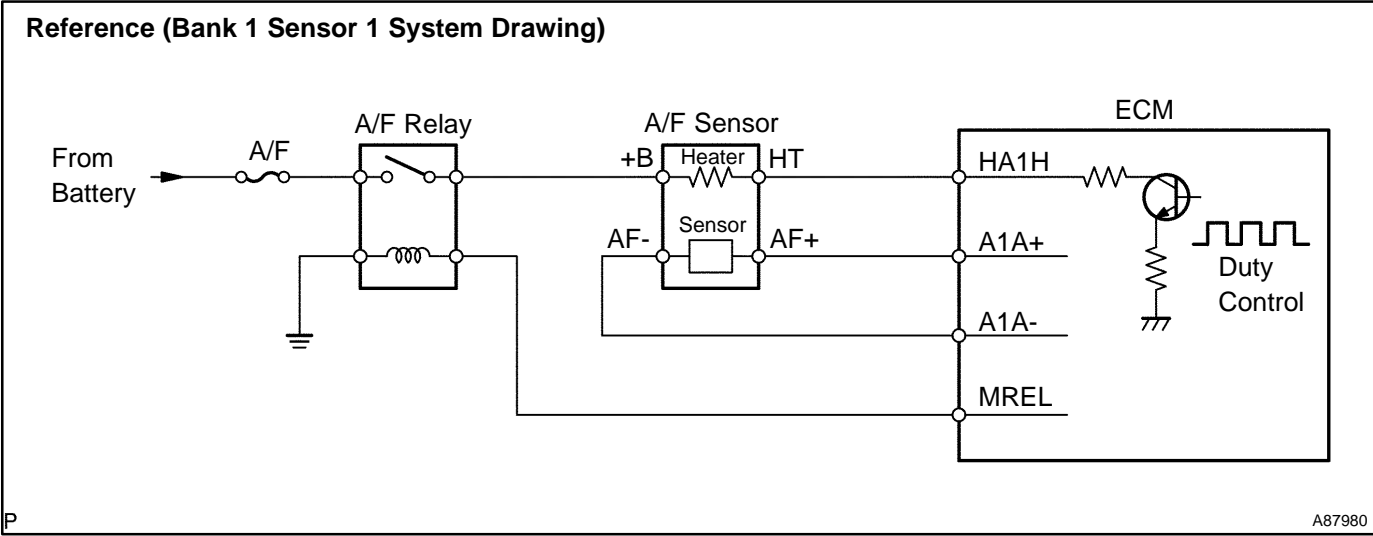 Reference (Bank 1 Sensor 1 System Drawing)
ECM
A/F Relay
A/F Sensor
From
Battery
A/F
+B
Heater
HT
HA1H
Sensor
AF-
AF+
A1A+
Duty
Control
A1A-
MREL
P
A87980